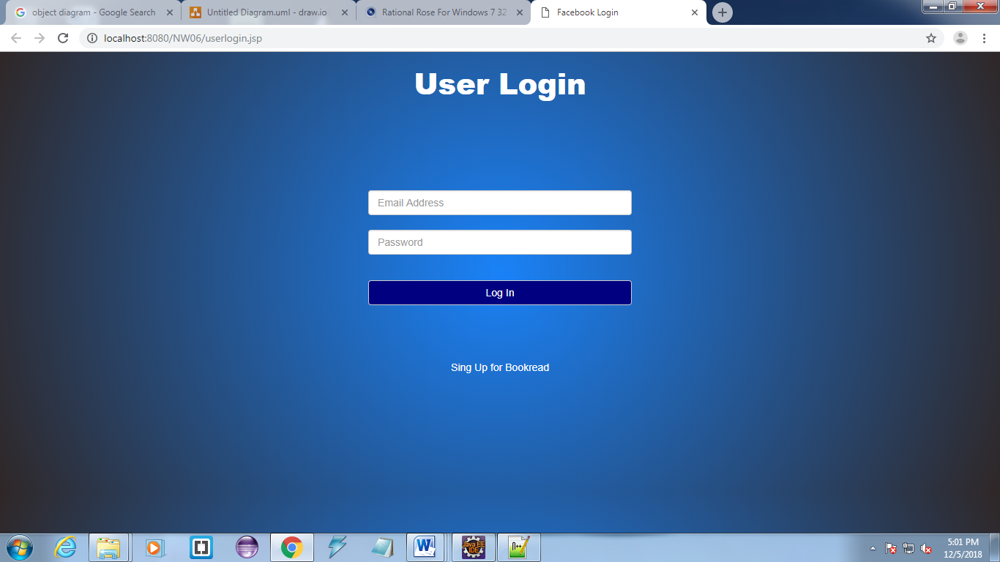 object diagram - Google Search
Untitled Diagram.uml - draw.io
Rational Rose For Windows 7 32
Facebook Login
localhost:8080/NW06/userlogin.jsp
User Login
Email Address
Password
Log In
Sing Up for Bookread
Java EE
IDE
5:01 PM
12/5/2018